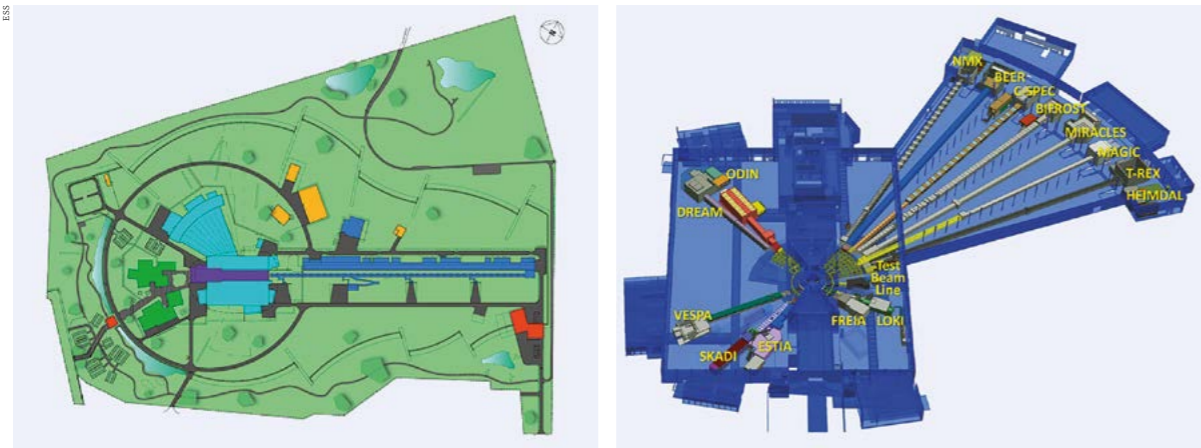 ESS
NMX
BEER
C-SPEC
BIFROST
MIRACLES
MAGIC
T-REX
HEIMDAL
ODIN
DREAM
Test
Beam
Line
VESPA
FREIA
LOKI
SKADI
ESTIA